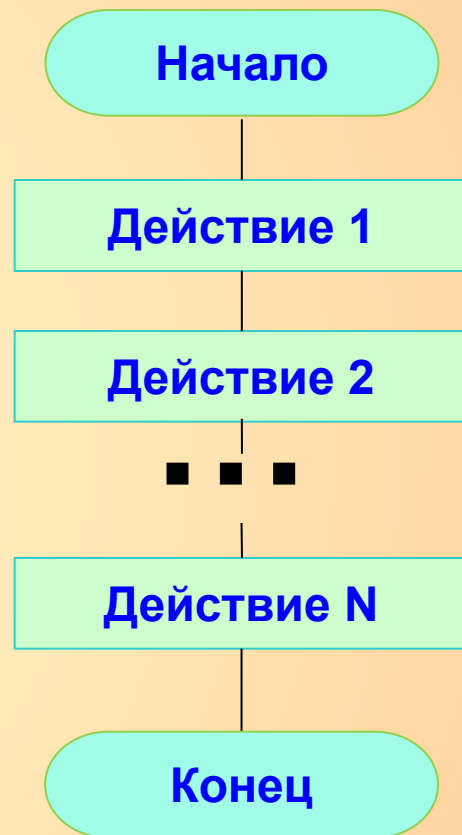 Начало
Действие 1
Действие 2
...
Действие N
Конец